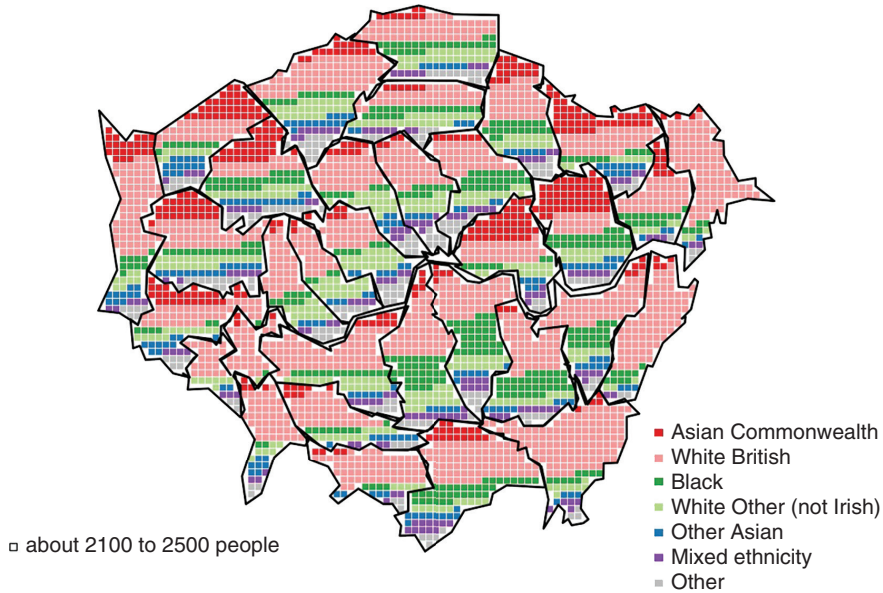 Asian Commonwealth
White British
Black
White Other (not Irish)
Other Asian
Mixed ethnicity
Other
about 2100 to 2500 people